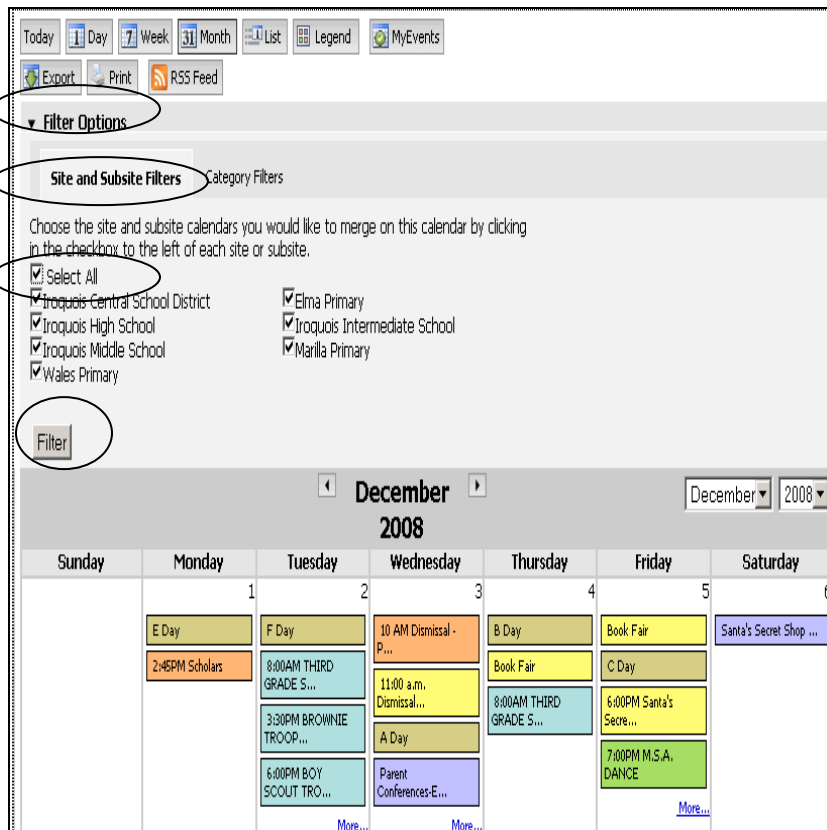 Today 1 Day 7 Week 31 Month List Legend MyEvents
Export Print RSS Feed
Filter Options
Site and Subsite Filters Category Filters
Choose the site and subsite calendars you would like to merge on this calendar by clicking
in the checkbox to the left of each site or subsite.
Select All
Iroquois Central School District Elma Primary
Iroquois High School Iroquois Intermediate School
Iroquois Middle School Marilla Primary
Wales Primary
Filter
December
2008
December 2008
Sunday Monday Tuesday Wednesday Thursday Friday Saturday
1 2 3 4 5 6
E Day
2:45PM Scholars
F Day
8:00AM THIRD
GRADE S...
3:30PM BROWNIE
TROOP...
6:00PM BOY
SCOUT TRO...
More...
10 AM Dismissal -
P...
11:00 a.m.
Dismissal...
A Day
Parent
Conferences-E...
More...
B Day
Book Fair
8:00AM THIRD
GRADE S...
Book Fair
C Day
6:00PM Santa's
Secre...
7:00PM M.S.A.
DANCE
More...
Santa's Secret Shop ...